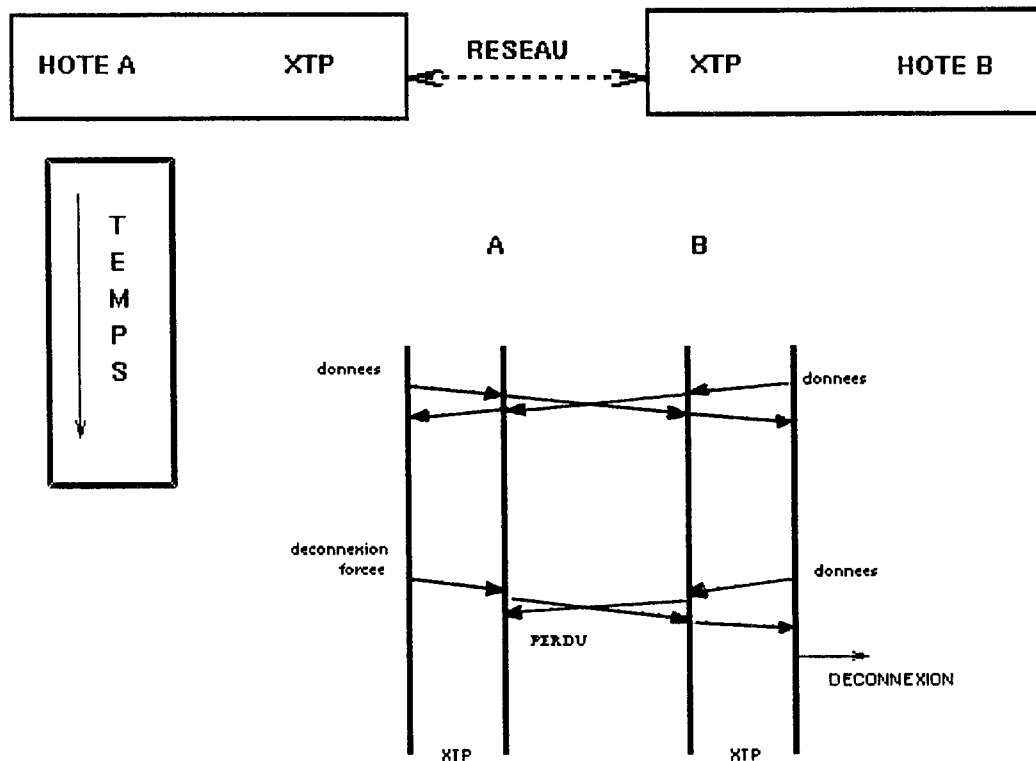 HOTE A
XTP
RESEAU
XTP
HOTE B
T
E
M
P
S
A
B
donnees
donnees
deconnexion
forcee
donnees
PERDU
DECONNEXION
XTP
XTP